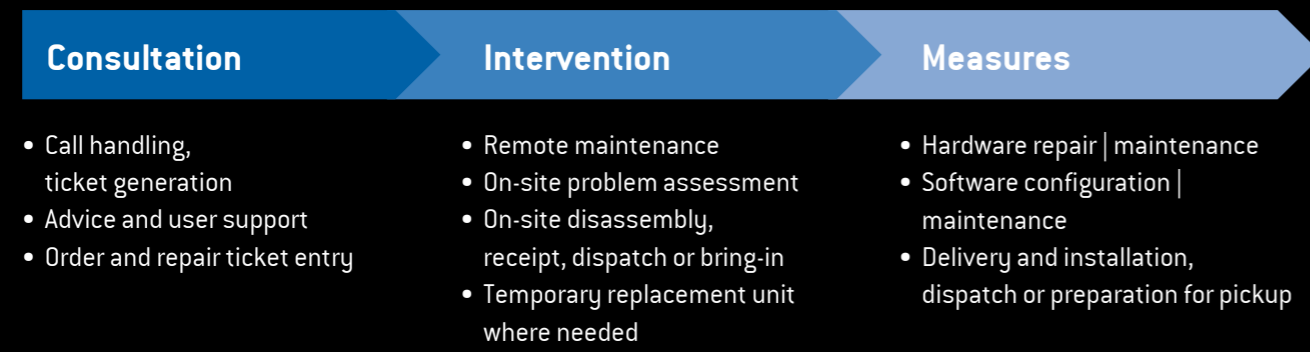 Consultation
• Call handling,
ticket generation
• Advice and user support
• Order and repair ticket entry
Intervention
• Remote maintenance
• On-site problem assessment
• On-site disassembly,
receipt, dispatch or bring-in
• Temporary replacement unit
where needed
Measures
• Hardware repair | maintenance
• Software configuration |
maintenance
• Delivery and installation,
dispatch or preparation for pickup